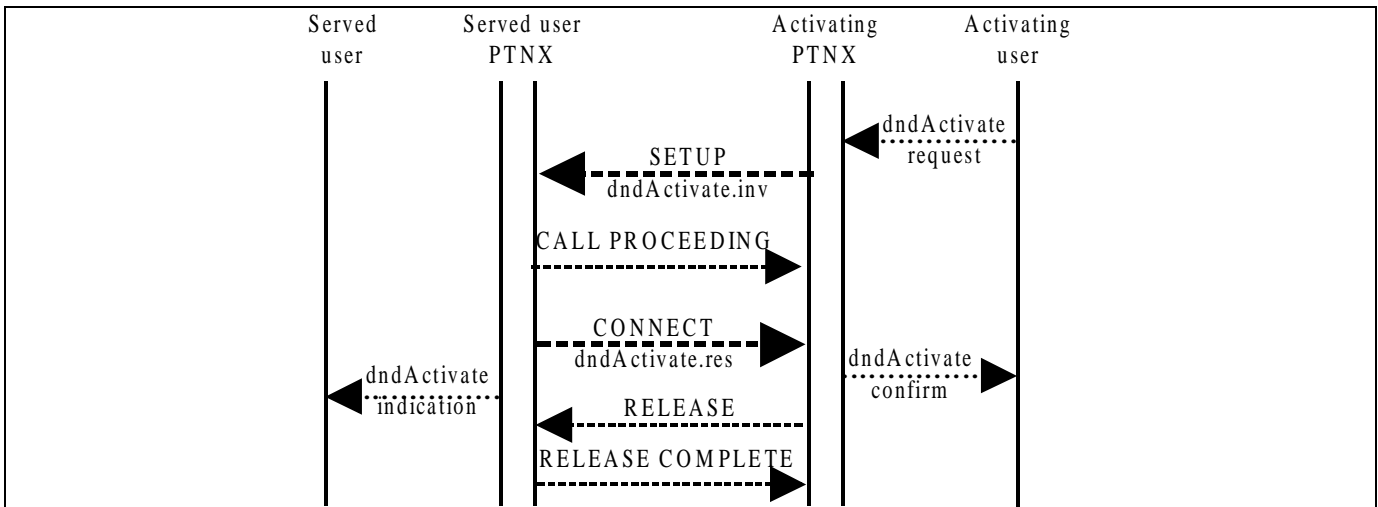 Served user
Served user PTNX
Activating PTNX
Activating user
dndActivate
request
SETUP
dndActivate.inv
CALL PROCEEDING
CONNECT
dndActivate.res
dndActivate
confirm
dndActivate
indication
RELEASE
RELEASE COMPLETE